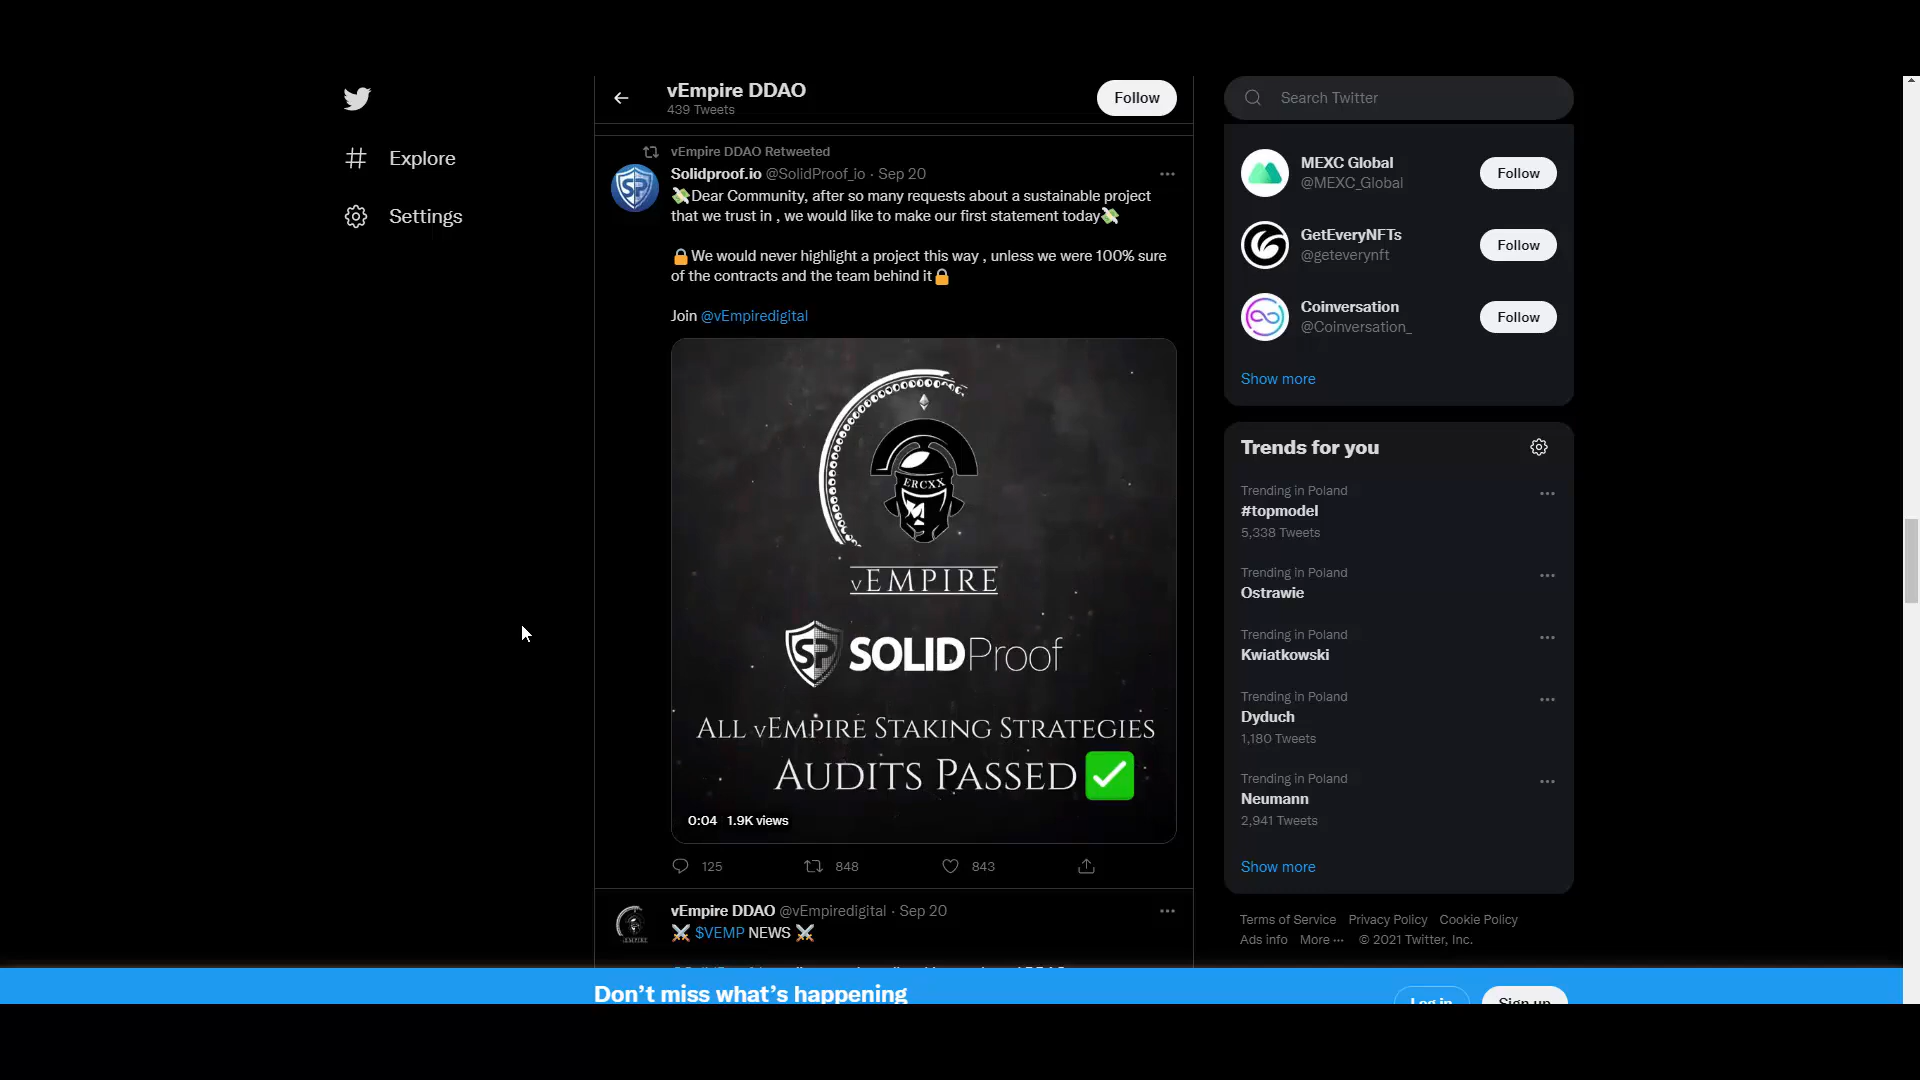 Explore
Settings
vEmpire DDAO
439 Tweets
Follow
vEmpire DDAO Retweeted
Solidproof.io @SolidProof_io · Sep 20
💸Dear Community, after so many requests about a sustainable project
that we trust in , we would like to make our first statement today💸
🔒We would never highlight a project this way , unless we were 100% sure
of the contracts and the team behind it🔒
Join @vEmpiredigital
ERCXX
vEMPIRE
SP SOLIDProof
ALL vEMPIRE STAKING STRATEGIES
AUDITS PASSED ✅
0:04 1.9K views
125 848 843
vEmpire DDAO @vEmpiredigital · Sep 20
⚔️ $VEMP NEWS ⚔️
Search Twitter
MEXC Global
@MEXC_Global
Follow
GetEveryNFTs
@geteverynft
Follow
Coinversation
@Coinversation_
Follow
Show more
Trends for you
Trending in Poland
#topmodel
5,338 Tweets
Trending in Poland
Ostrawie
Trending in Poland
Kwiatkowski
Trending in Poland
Dyduch
1,180 Tweets
Trending in Poland
Neumann
2,941 Tweets
Show more
Terms of Service Privacy Policy Cookie Policy
Ads info More ··· © 2021 Twitter, Inc.
Don't miss what's happening
Log in Sign up